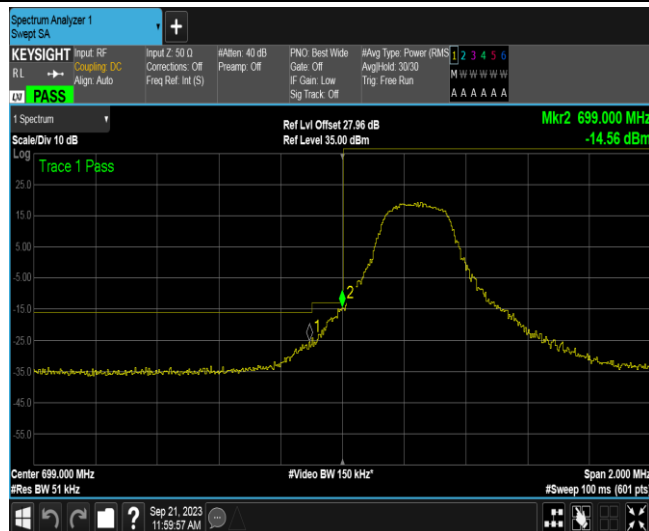 Spectrum Analyzer 1
Swept SA
+
KEYSIGHT
RL
LXI
PASS
Input: RF
Coupling: DC
Align: Auto
Input Z: 50 Ω
Corrections: Off
Freq Ref: Int (S)
#Atten: 40 dB
Preamp: Off
PNO: Best Wide
Gate: Off
IF Gain: Low
Sig Track: Off
#Avg Type: Power (RMS
Avg|Hold: 30/30
Trig: Free Run
1 2 3 4 5 6
M W W W W W
A A A A A A
1 Spectrum
Scale/Div 10 dB
Ref Lvl Offset 27.96 dB
Ref Level 35.00 dBm
Mkr2 699.000 MHz
-14.56 dBm
Log
Trace 1 Pass
25.0
15.0
5.00
-5.00
-15.0
-25.0
-35.0
-45.0
-55.0
2
1
Center 699.000 MHz
#Res BW 51 kHz
#Video BW 150 kHz*
Span 2.000 MHz
#Sweep 100 ms (601 pts)
?
Sep 21, 2023
11:59:57 AM